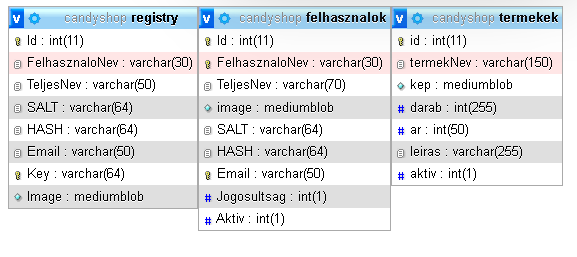 v candyshop registry
Id : int(11)
FelhasznaloNev : varchar(30)
TeljesNev : varchar(50)
SALT : varchar(64)
HASH : varchar(64)
Email : varchar(50)
Key : varchar(64)
Image : mediumblob
v candyshop felhasznalok
Id : int(11)
FelhasznaloNev : varchar(30)
TeljesNev : varchar(70)
image : mediumblob
SALT : varchar(64)
HASH : varchar(64)
Email : varchar(50)
# Jogosultsag : int(1)
# Aktiv : int(1)
v candyshop termekek
id : int(11)
termekNev : varchar(150)
kep : mediumblob
# darab : int(255)
# ar : int(50)
leiras : varchar(255)
# aktiv : int(1)